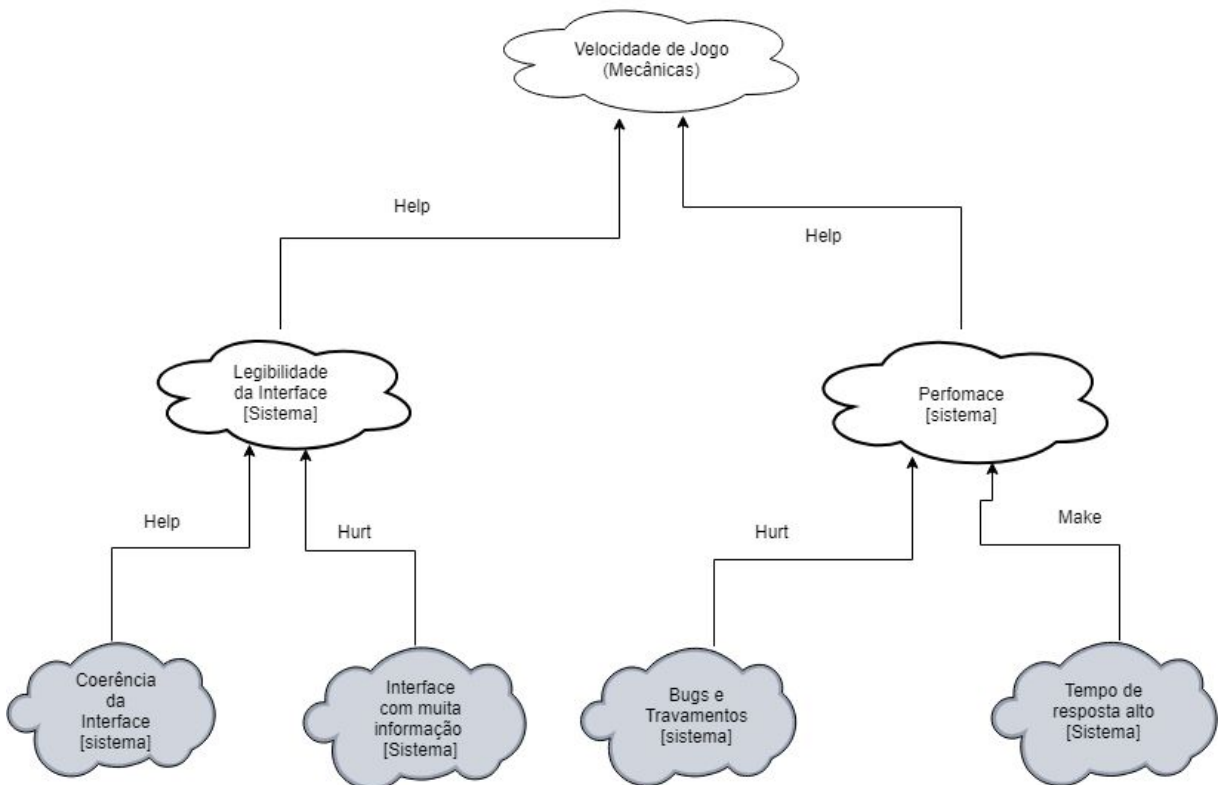 Velocidade de Jogo
(Mecânicas)
Help
Help
Legibilidade
da Interface
[Sistema]
Perfomace
[sistema]
Help
Hurt
Hurt
Make
Coerência
da
Interface
[sistema]
Interface
com muita
informação
[Sistema]
Bugs e
Travamentos
[sistema]
Tempo de
resposta alto
[Sistema]